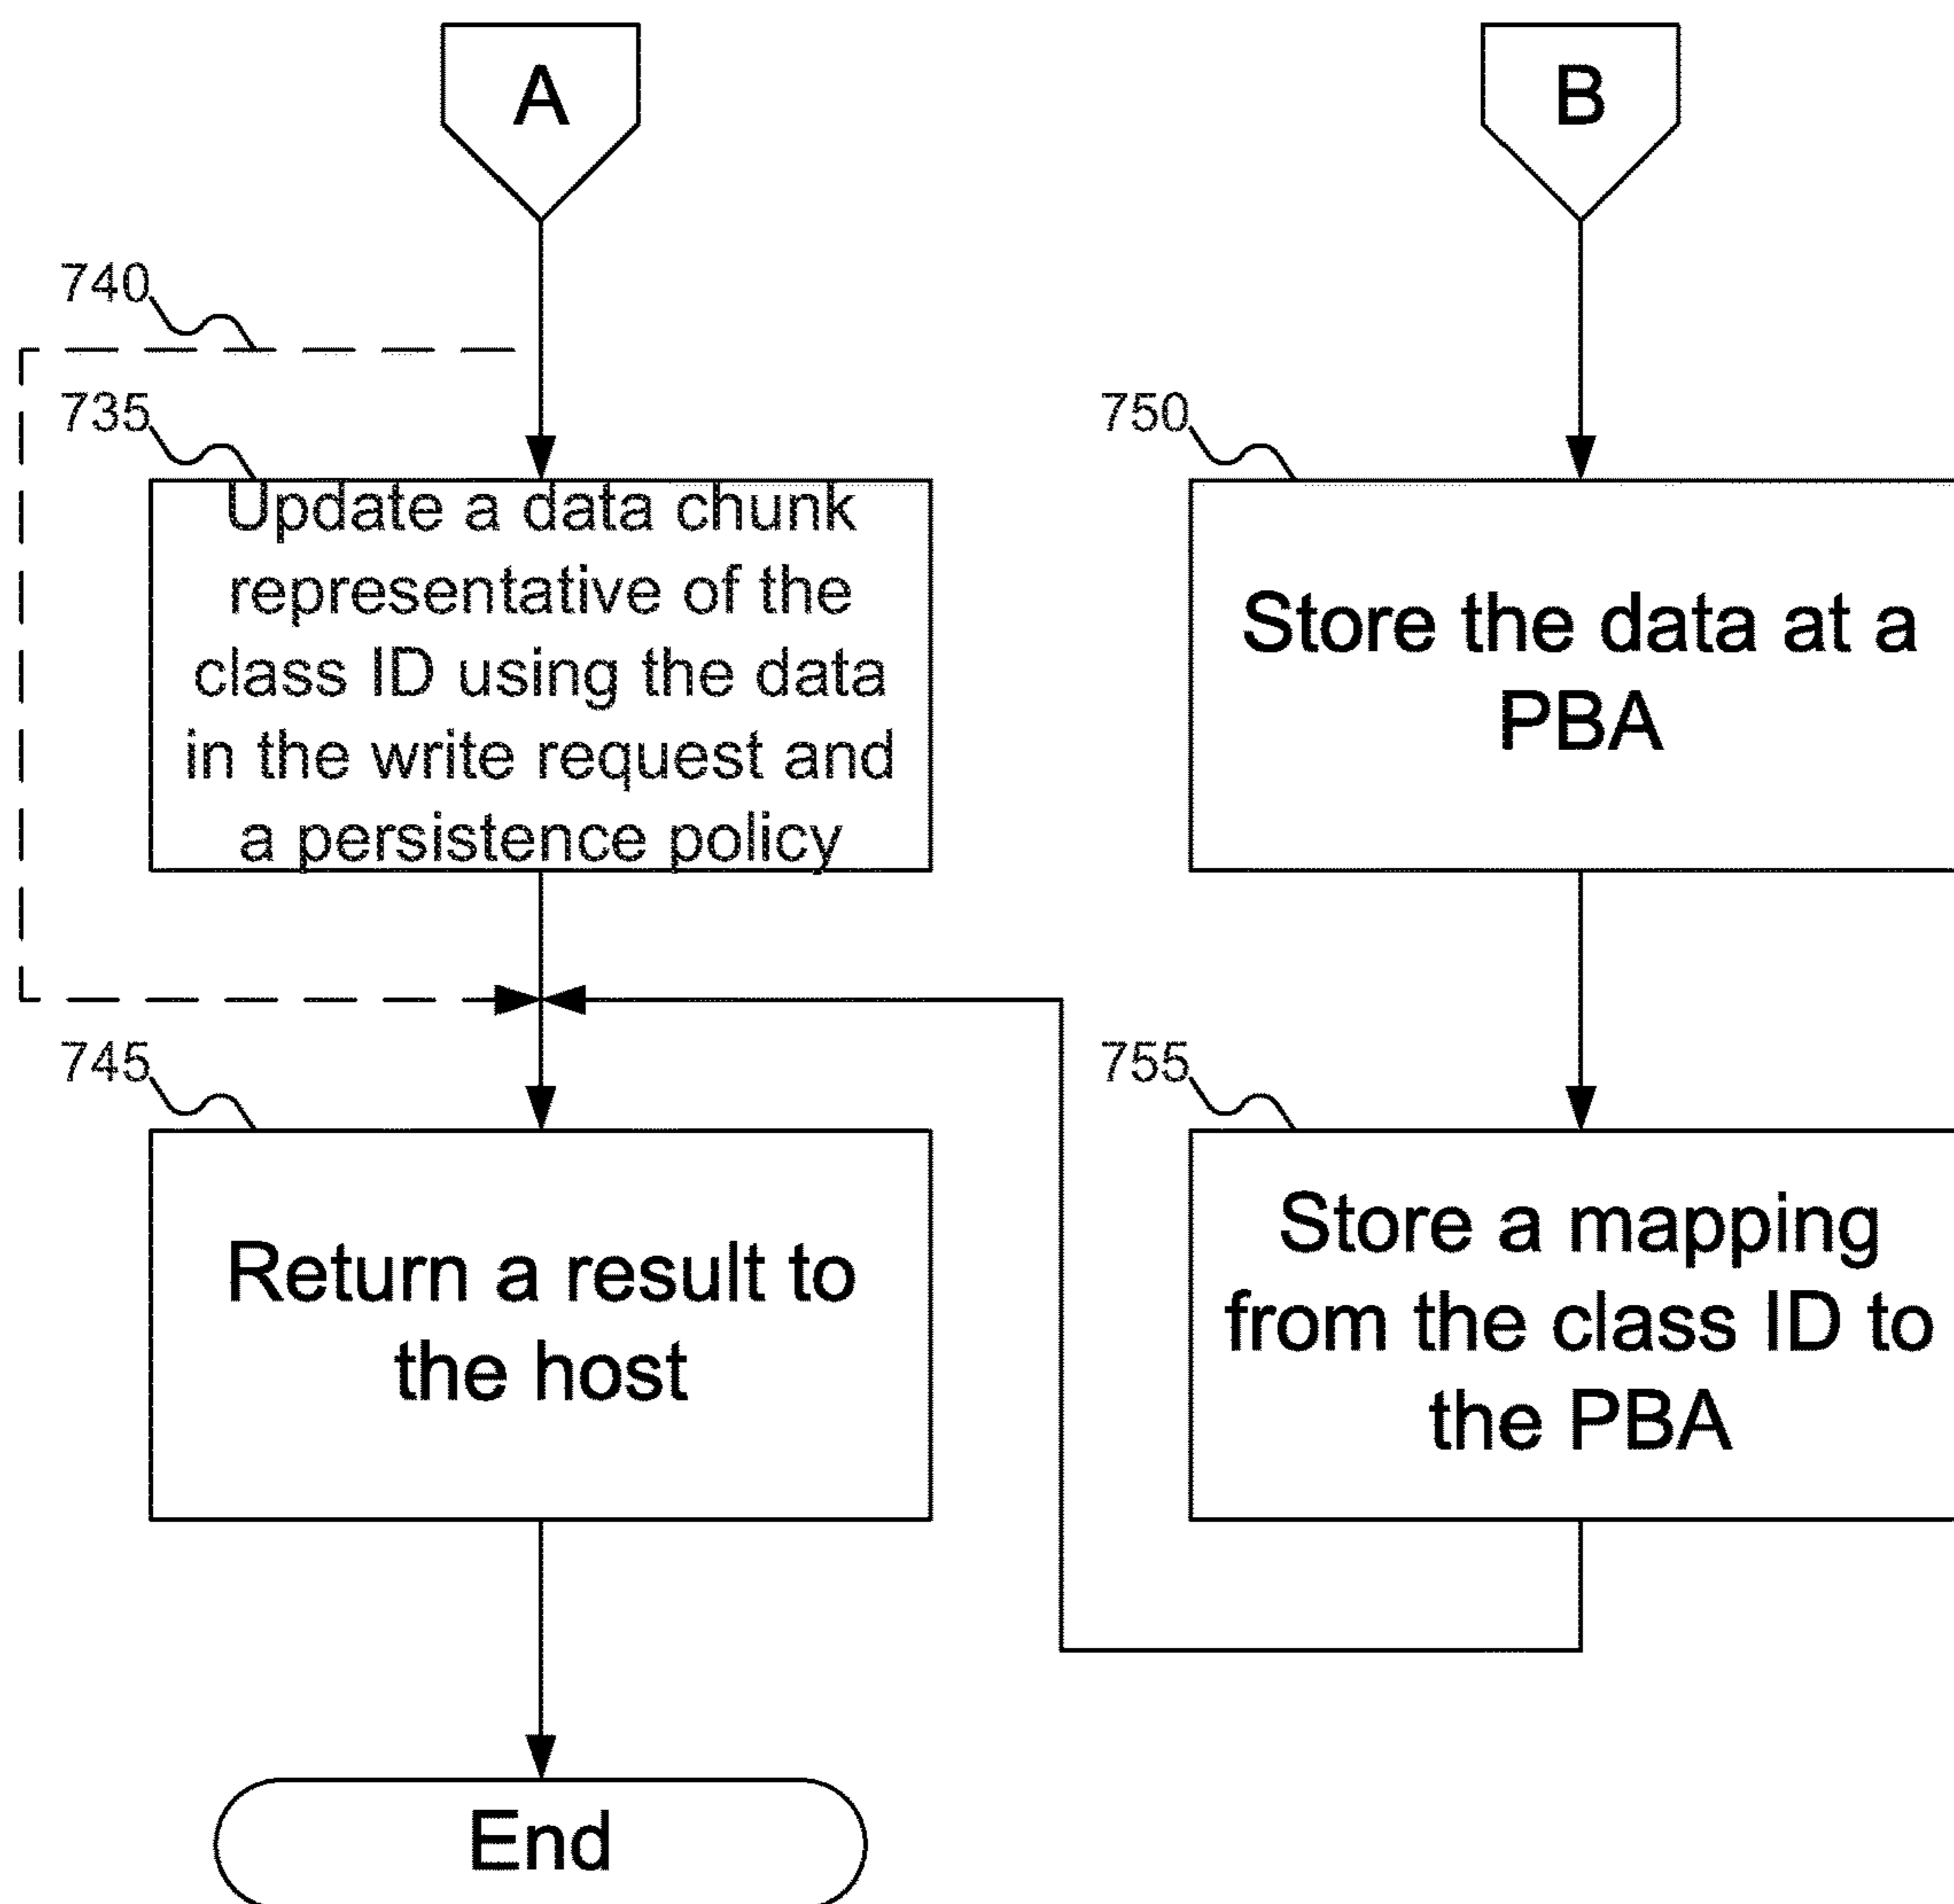 A
B
740
735
750
Update a data chunk
representative of the
class ID using the data
in the write request and
a persistence policy
Store the data at a
PBA
745
755
Return a result to
the host
Store a mapping
from the class ID to
the PBA
End